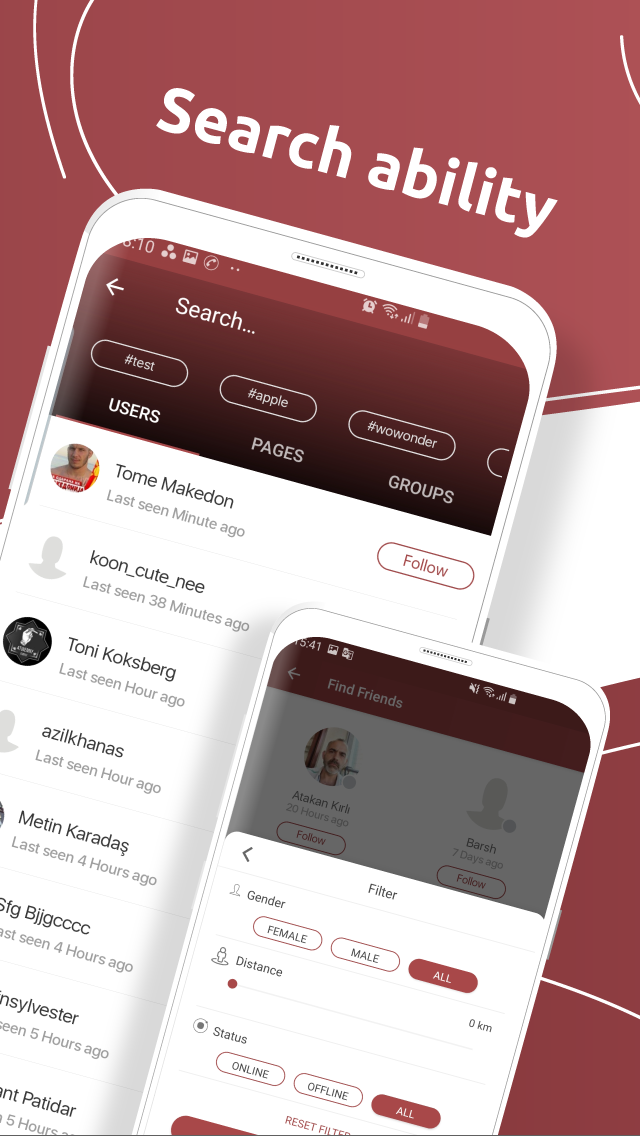 Search ability
8:10
Search...
#test
#apple
#wowonder
USERS
PAGES
GROUPS
Tome Makedon
Last seen Minute ago
Follow
koon_cute_nee
Last seen 38 Minutes ago
Toni Koksberg
Last seen Hour ago
azilkhanas
Last seen Hour ago
Metin Karadaş
Last seen 4 Hours ago
Sfg Bjjgcccc
ast seen 4 Hours ago
insylvester
seen 5 Hours ago
ant Patidar
n 5 Hours a
15:41
Find Friends
Atakan Kırlı
20 Hours ago
Follow
Barsh
7 Days ago
Follow
Filter
Gender
FEMALE
MALE
ALL
Distance
0 km
Status
ONLINE
OFFLINE
ALL
RESET FILTER